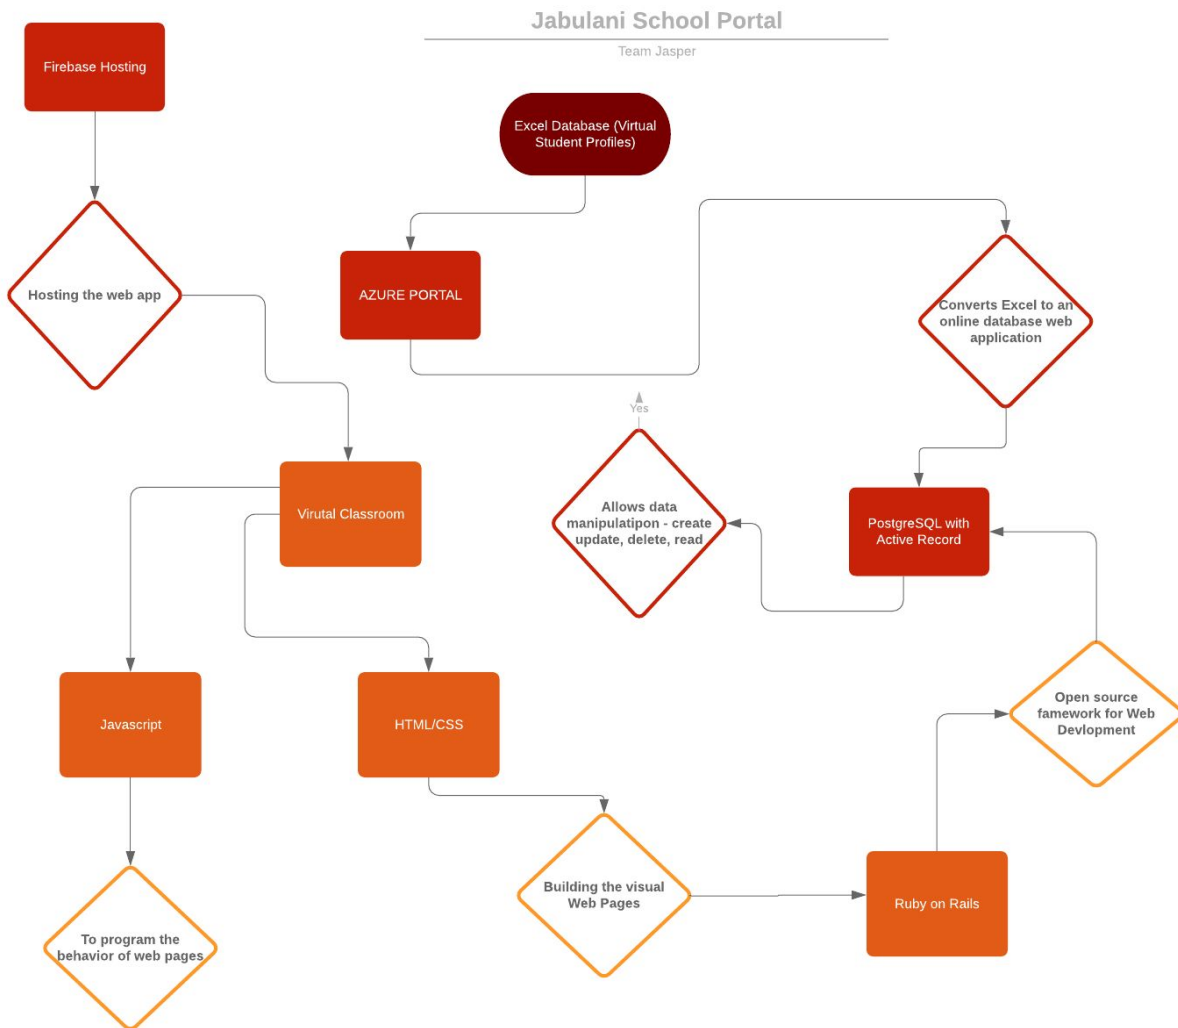 Jabulani School Portal
Team Jasper
Firebase Hosting
Excel Database (Virtual
Student Profiles)
Hosting the web app
AZURE PORTAL
Converts Excel to an
online database web
application
Yes
Virutal Classroom
Allows data
manipulatipon - create
update, delete, read
PostgreSQL with
Active Record
Javascript
HTML/CSS
Open source
famework for Web
Devlopment
Building the visual
Web Pages
Ruby on Rails
To program the
behavior of web pages